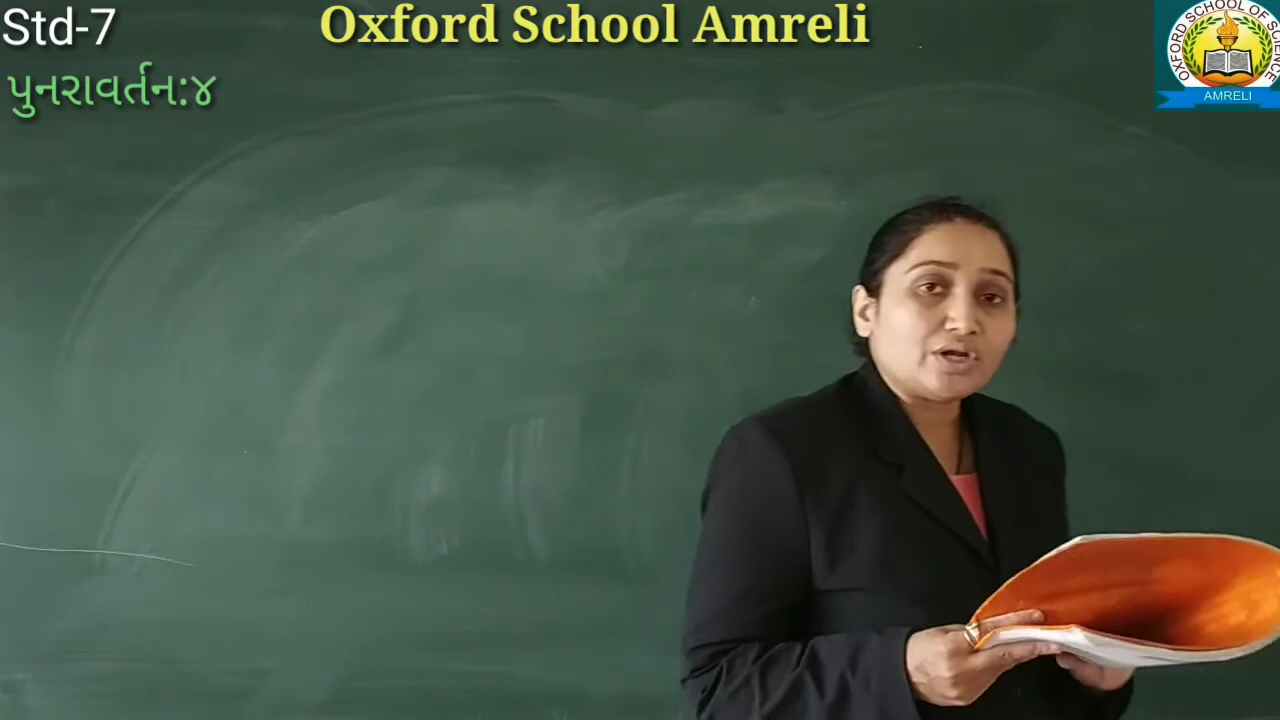 Std-7
Oxford School Amreli
પુનરાવર્તન:૪
OXFORD SCHOOL OF SCIENCE
AMRELI